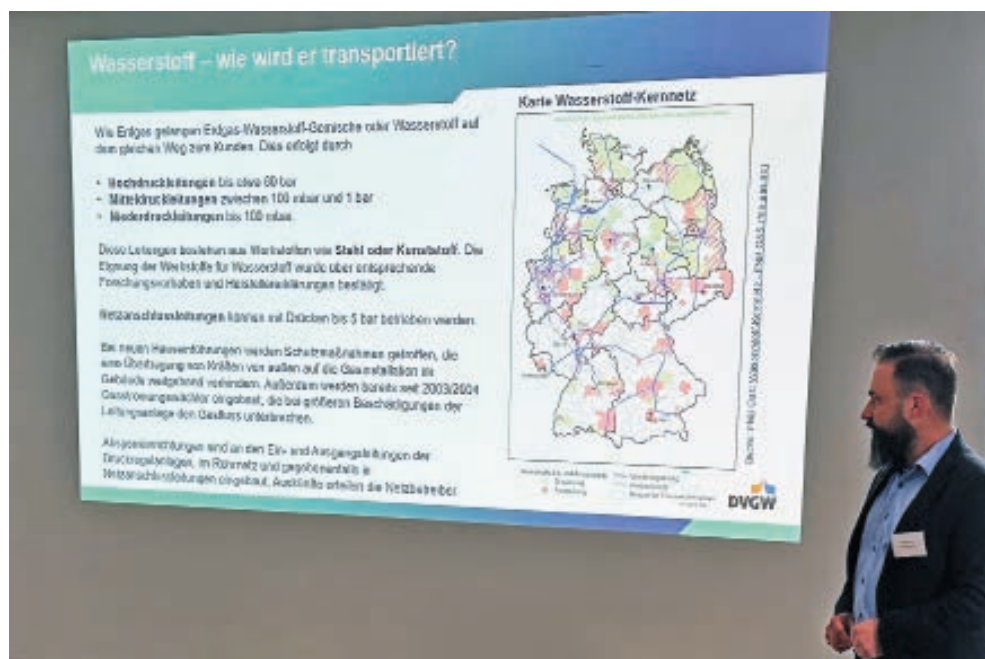 Wasserstoff – wie wird er transportiert?
Karte Wasserstoff-Kernnetz
Wie Erdgas gelangen Erdgas-Wasserstoff-Gemische oder Wasserstoff auf
dem gleichen Weg zum Kunden. Dies erfolgt durch
• Hochdruckleitungen bis etwa 80 bar
• Mitteldruckleitungen zwischen 100 mbar und 1 bar
• Niederdruckleitungen bis 100 mbar.
Diese Leitungen bestehen aus Werkstoffen wie Stahl oder Kunststoff. Die
Eignung der Werkstoffe für Wasserstoff wurde über entsprechende
Forschungsvorhaben und Herstellererklärungen bestätigt.
Netzanschlussleitungen können mit Drücken bis 5 bar betrieben werden.
Bei neuen Hauseinführungen werden Schutzmaßnahmen getroffen, die
eine Übertragung von Kräften von außen auf die Gasinstallation im
Gebäude weitgehend verhindern. Außerdem werden bereits seit 2003/2004
Gasströmungswächter eingebaut, die bei größeren Beschädigungen der
Leitungsanlage den Gasfluss unterbrechen.
Absperreinrichtungen sind an den Ein- und Ausgangsleitungen der
Druckregelanlagen, im Rohrnetz und gegebenenfalls in
Netzanschlussleitungen eingebaut. Auskünfte erteilen die Netzbetreiber.
DVGW